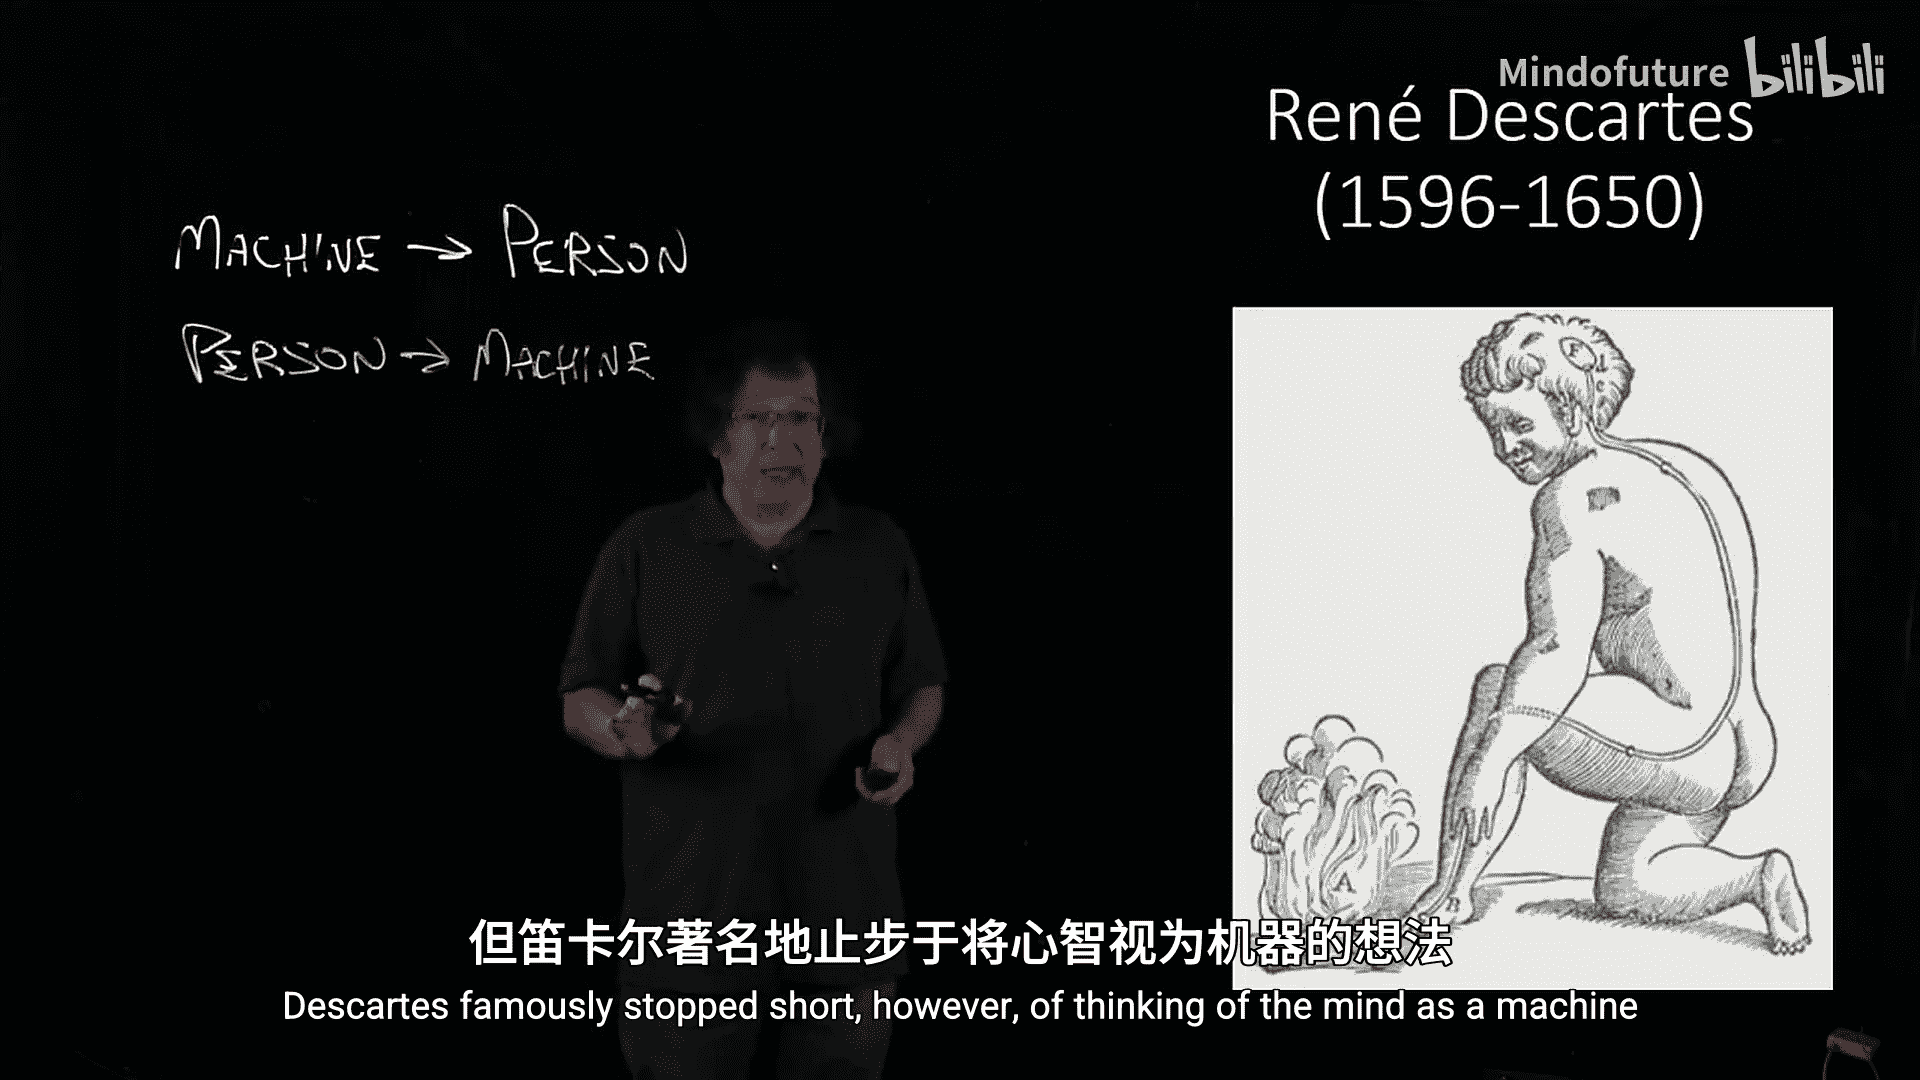 Mindofuture bilibili
René Descartes
(1596-1650)
MACHINE → PERSON
PERSON → MACHINE
A
B
但笛卡尔著名地止步于将心智视为机器的想法
Descartes famously stopped short, however, of thinking of the mind as a machine